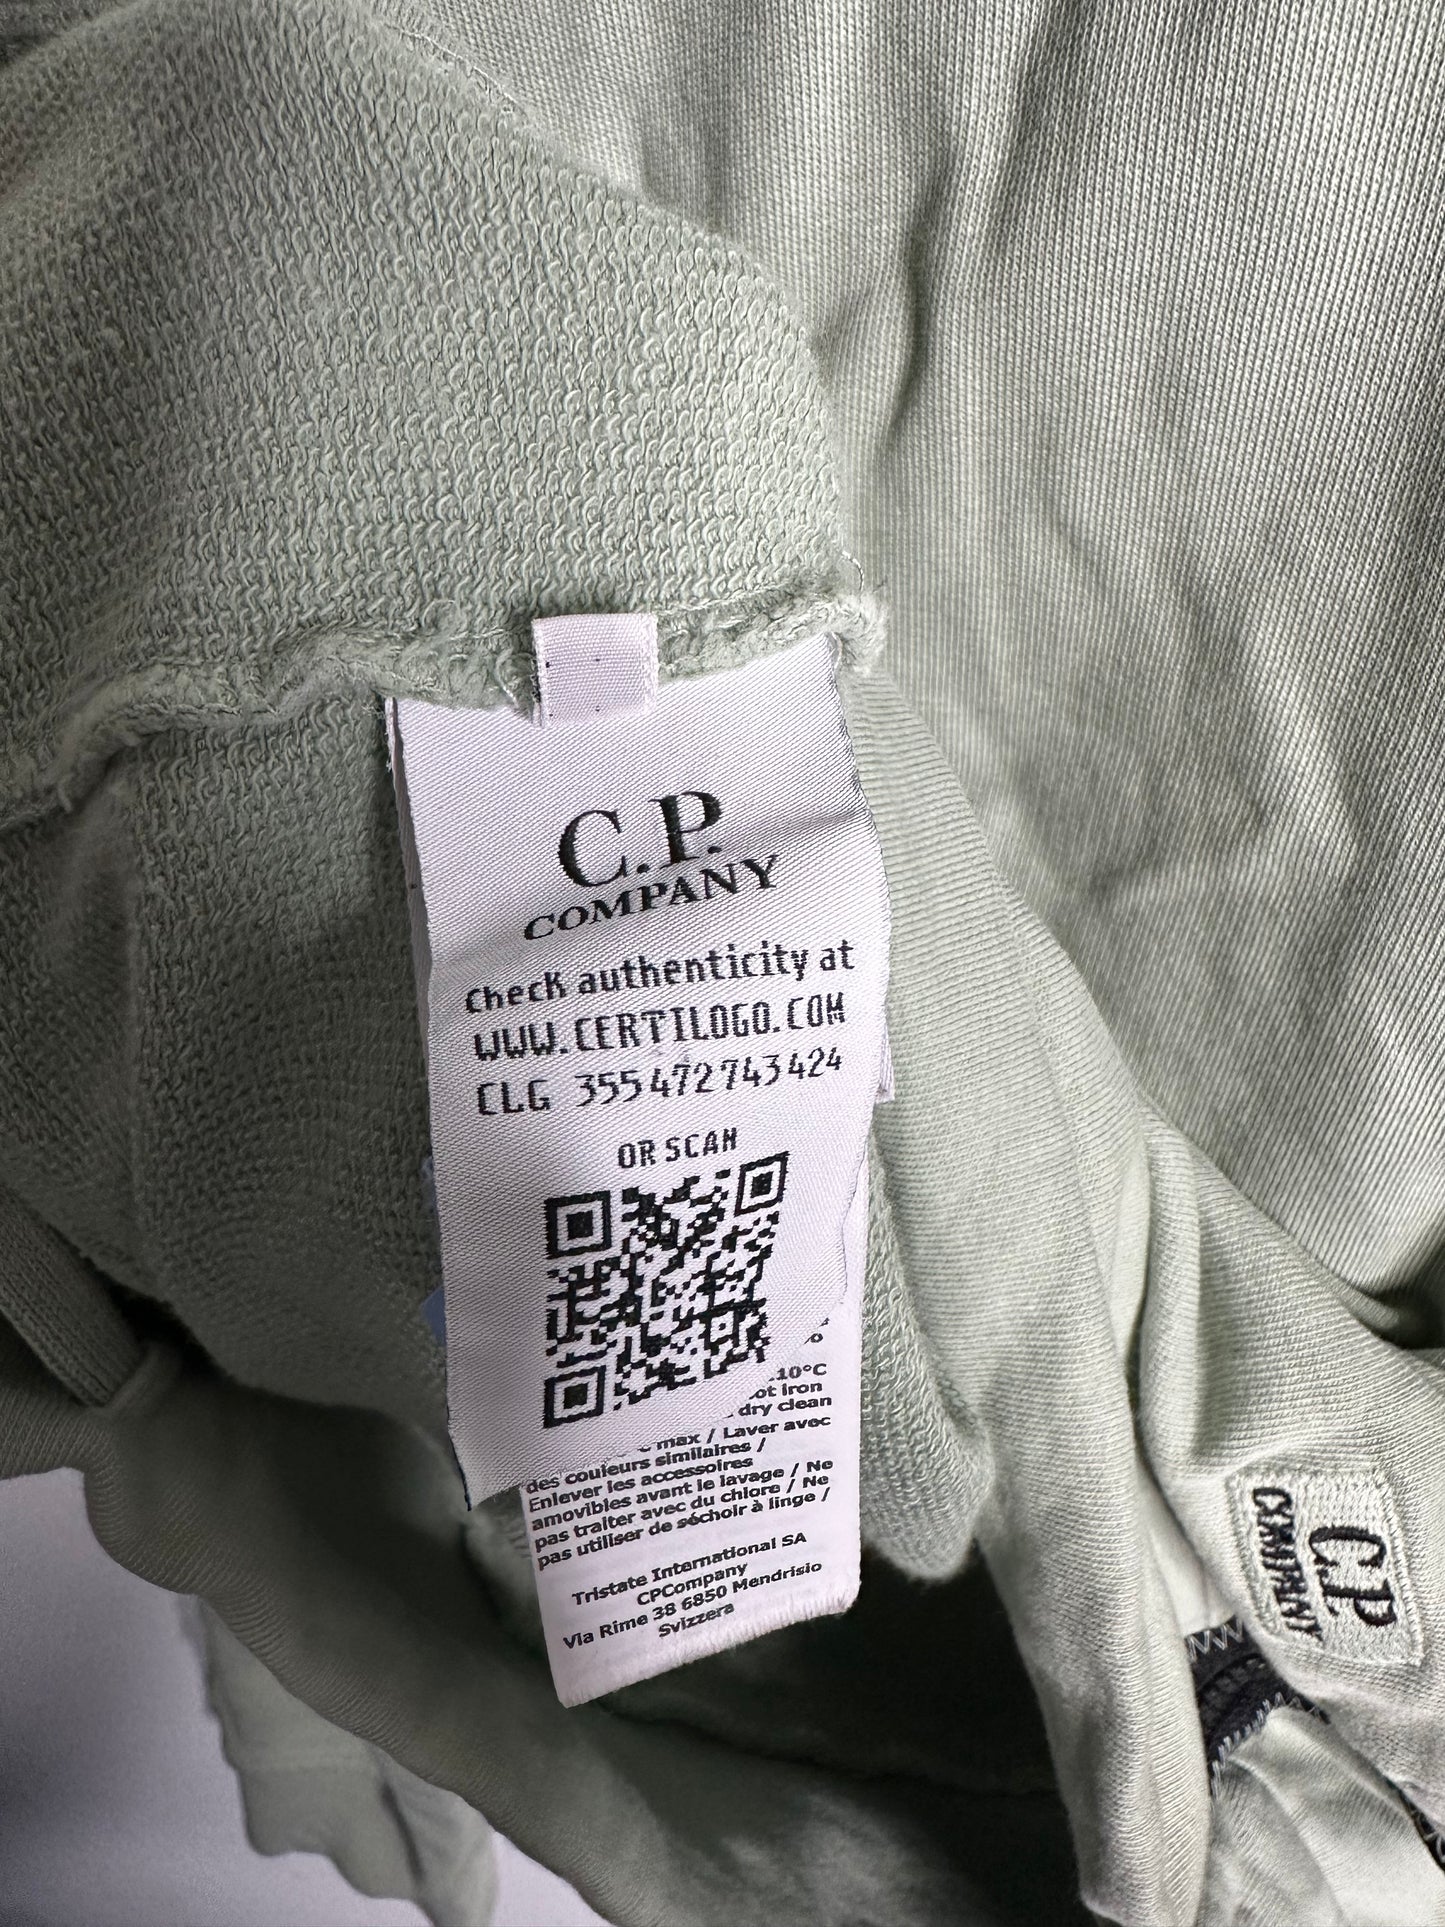 C.P.
COMPANY
Check authenticity at
WWW.CERTILOGO.COM
CLG 355472743424
OR SCAN
10°C
iron
dry clean
max / Laver avec
des couleurs similaires /
Enlever les accessoires
amovibles avant le lavage / Ne
pas traiter avec du chlore / Ne
pas utiliser de séchoir à linge /
Tristate International SA
CPCompany
Via Rime 38 6850 Mendrisio
Svizzera
C.P.
COMPANY